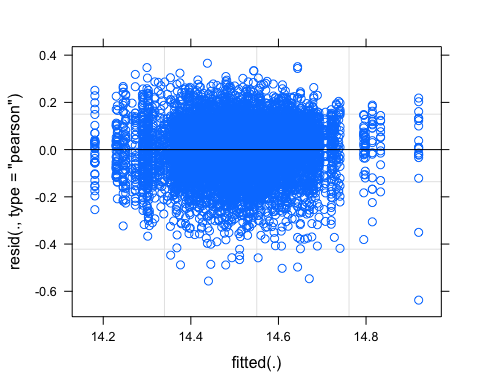 resid(., type = "pearson")
0.4
0.2
0.0
-0.2
-0.4
-0.6
14.2 14.4 14.6 14.8
fitted(.)